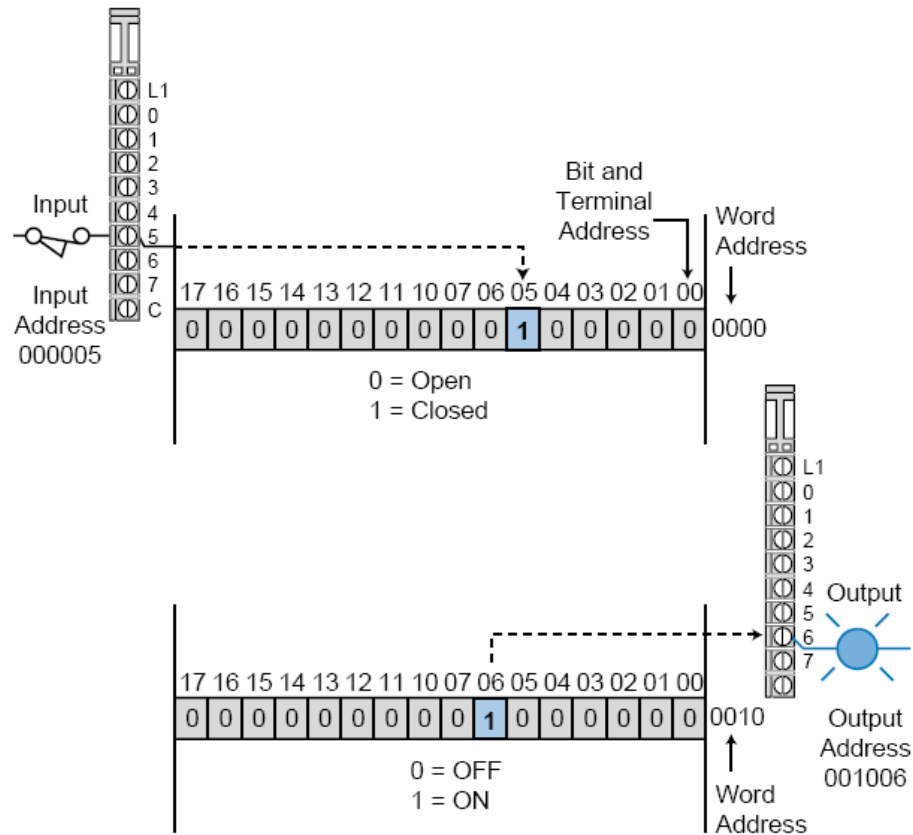 L1
0
1
2
3
4
5
6
7
C
Input
Input
Address
000005
Bit and
Terminal
Address
Word
Address
17 16 15 14 13 12 11 10 07 06 05 04 03 02 01 00
0 0 0 0 0 0 0 0 0 0 1 0 0 0 0 0 0000
0 = Open
1 = Closed
L1
0
1
2
3
4
5
6
7
Output
Output
Address
001006
17 16 15 14 13 12 11 10 07 06 05 04 03 02 01 00
0 0 0 0 0 0 0 0 0 1 0 0 0 0 0 0 0010
0 = OFF
1 = ON
Word
Address